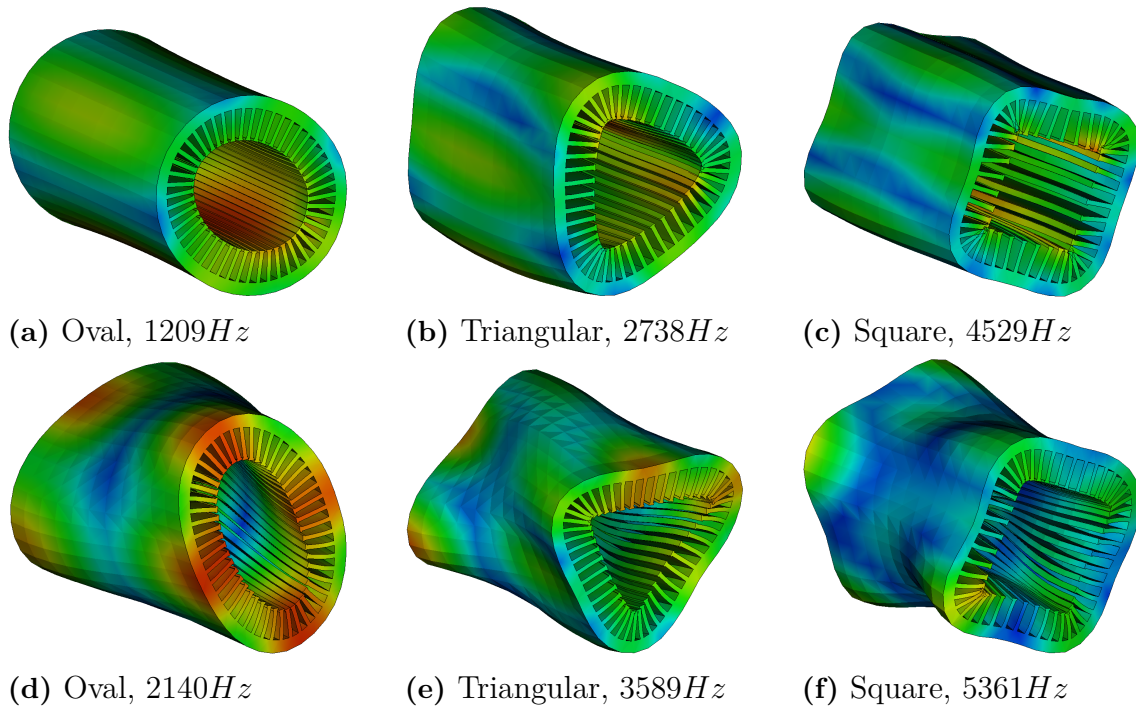 (a) Oval, 1209Hz
(b) Triangular, 2738Hz
(c) Square, 4529Hz
(d) Oval, 2140Hz
(e) Triangular, 3589Hz
(f) Square, 5361Hz